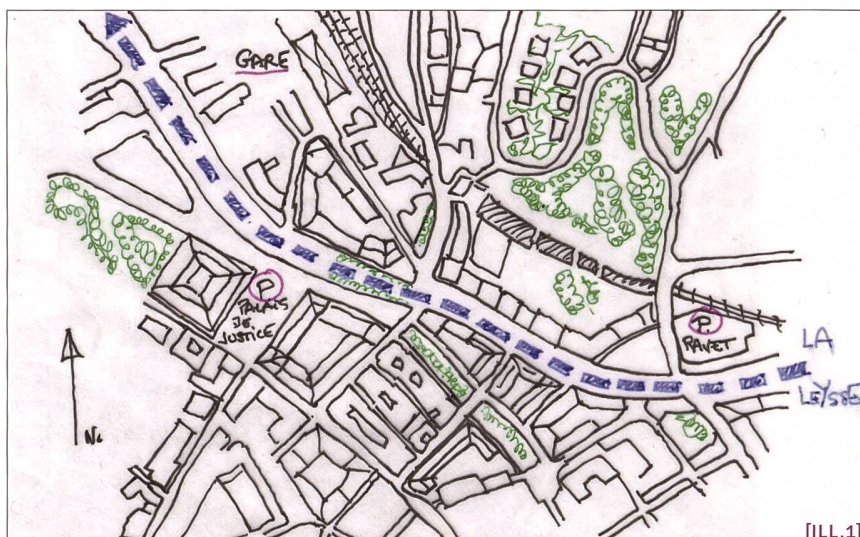 GARE
P
PALAIS
DE
JUSTICE
P
RAVET
LA
LEYSSE
N.
[ILL.1]